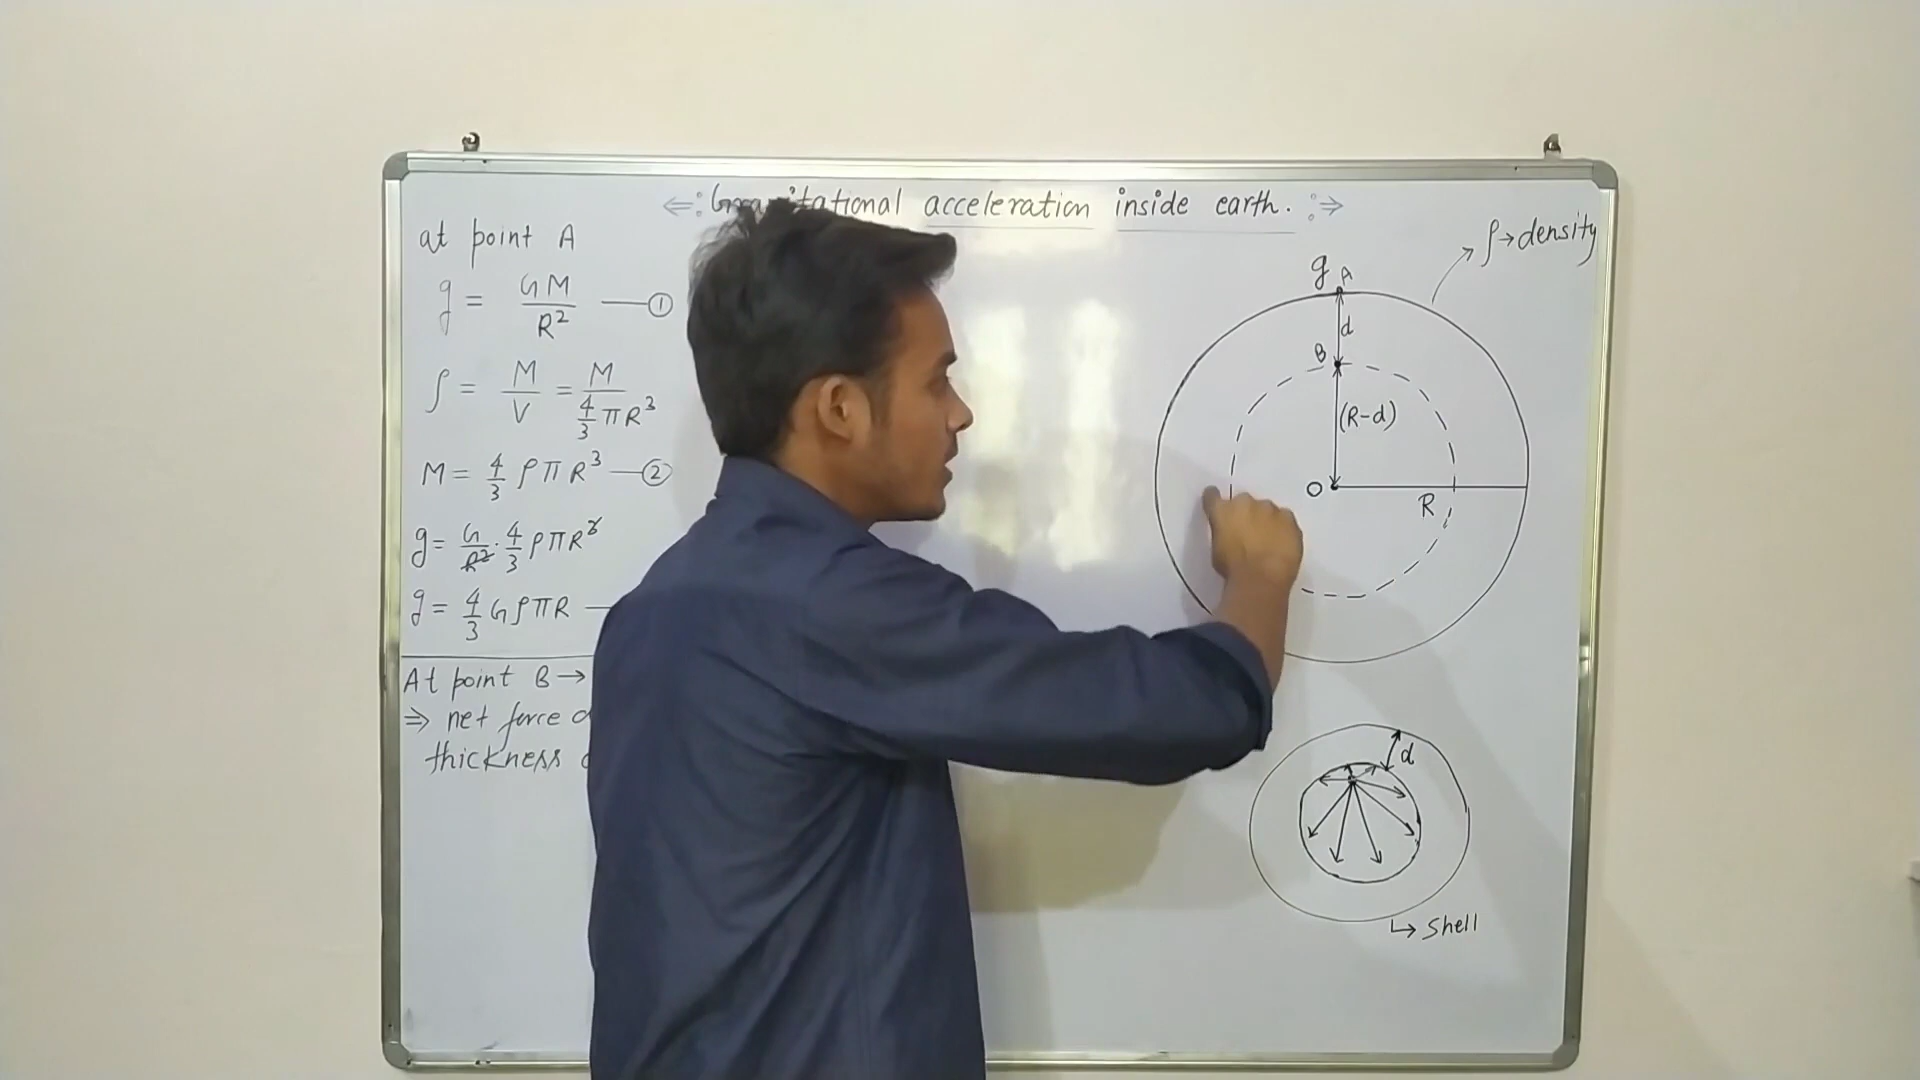 ⇐: Gravitational acceleration inside earth. :⇒
at point A
g = GM/R² —①
ρ = M/V = M/(4/3 πR³)
M = 4/3 ρπR³ —②
g = G/R² · 4/3 ρπR³
g = 4/3 GρπR —
At point B →
⇒ net force
thickness
ρ → density
g A
d
B
(R-d)
O
R
d
↳ Shell